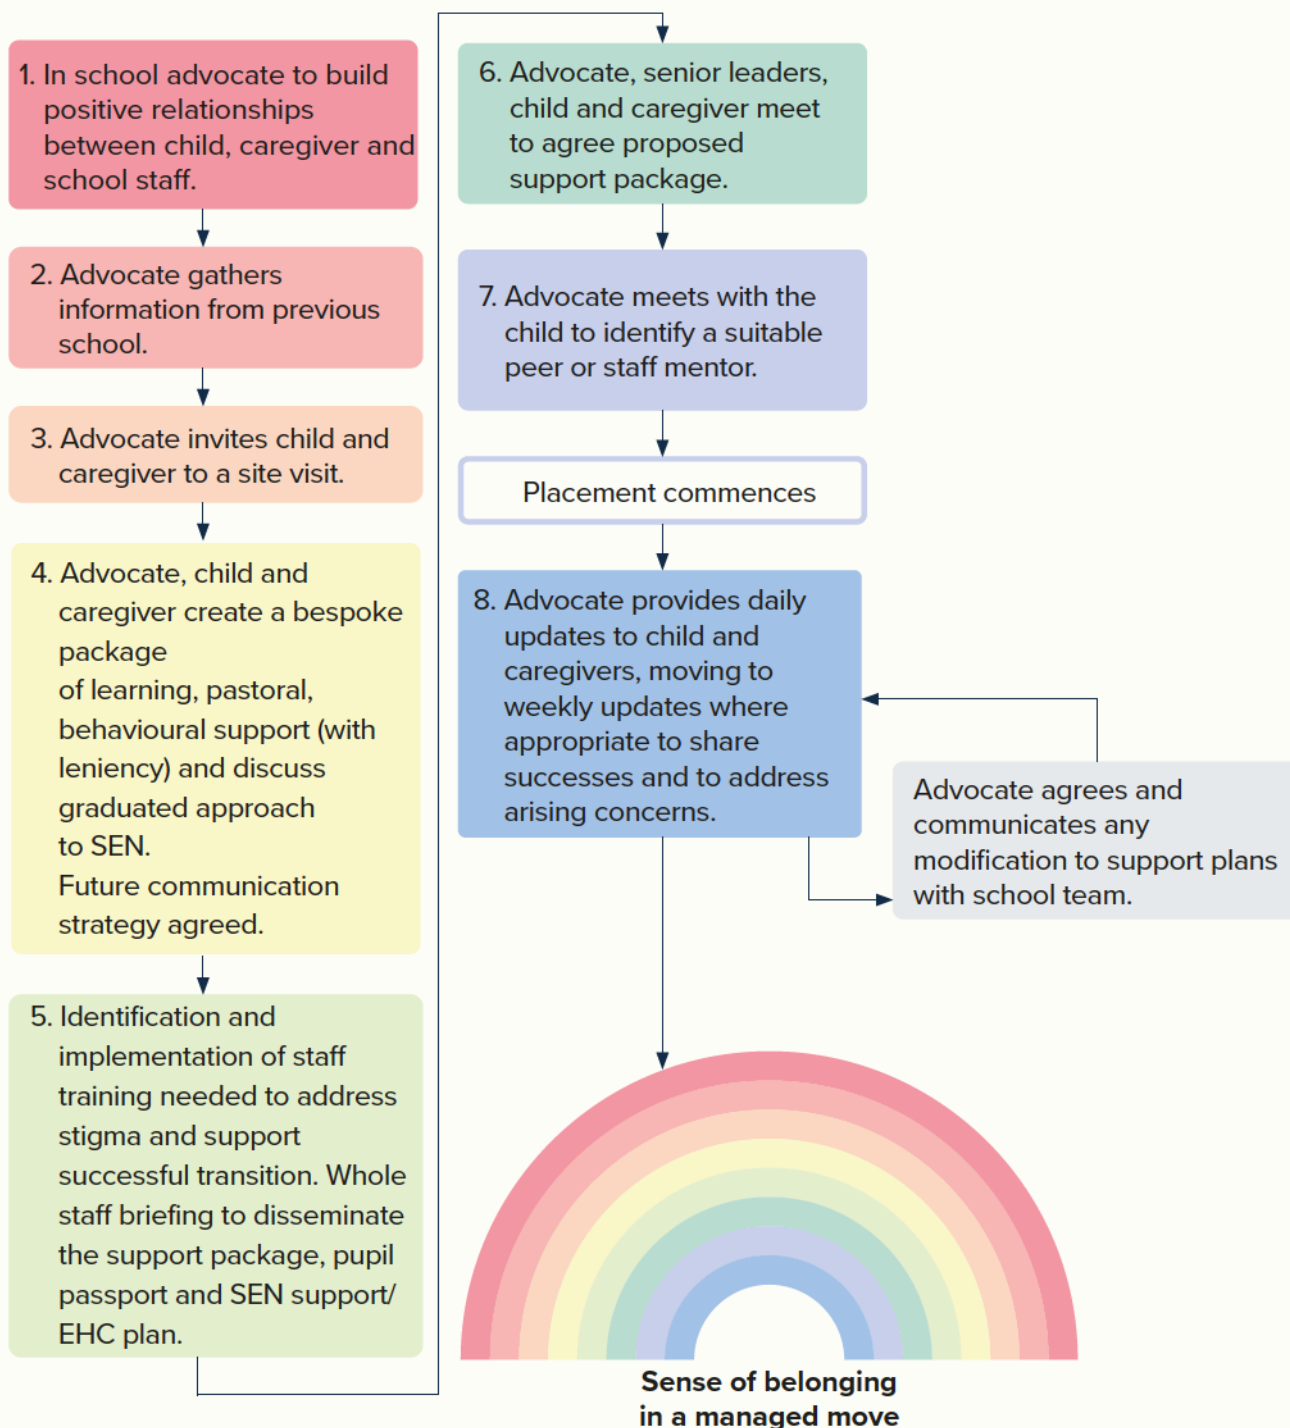 1. In school advocate to build
positive relationships
between child, caregiver and
school staff.
2. Advocate gathers
information from previous
school.
3. Advocate invites child and
caregiver to a site visit.
4. Advocate, child and
caregiver create a bespoke
package
of learning, pastoral,
behavioural support (with
leniency) and discuss
graduated approach
to SEN.
Future communication
strategy agreed.
5. Identification and
implementation of staff
training needed to address
stigma and support
successful transition. Whole
staff briefing to disseminate
the support package, pupil
passport and SEN support/
EHC plan.
6. Advocate, senior leaders,
child and caregiver meet
to agree proposed
support package.
7. Advocate meets with the
child to identify a suitable
peer or staff mentor.
Placement commences
8. Advocate provides daily
updates to child and
caregivers, moving to
weekly updates where
appropriate to share
successes and to address
arising concerns.
Advocate agrees and
communicates any
modification to support plans
with school team.
Sense of belonging
in a managed move